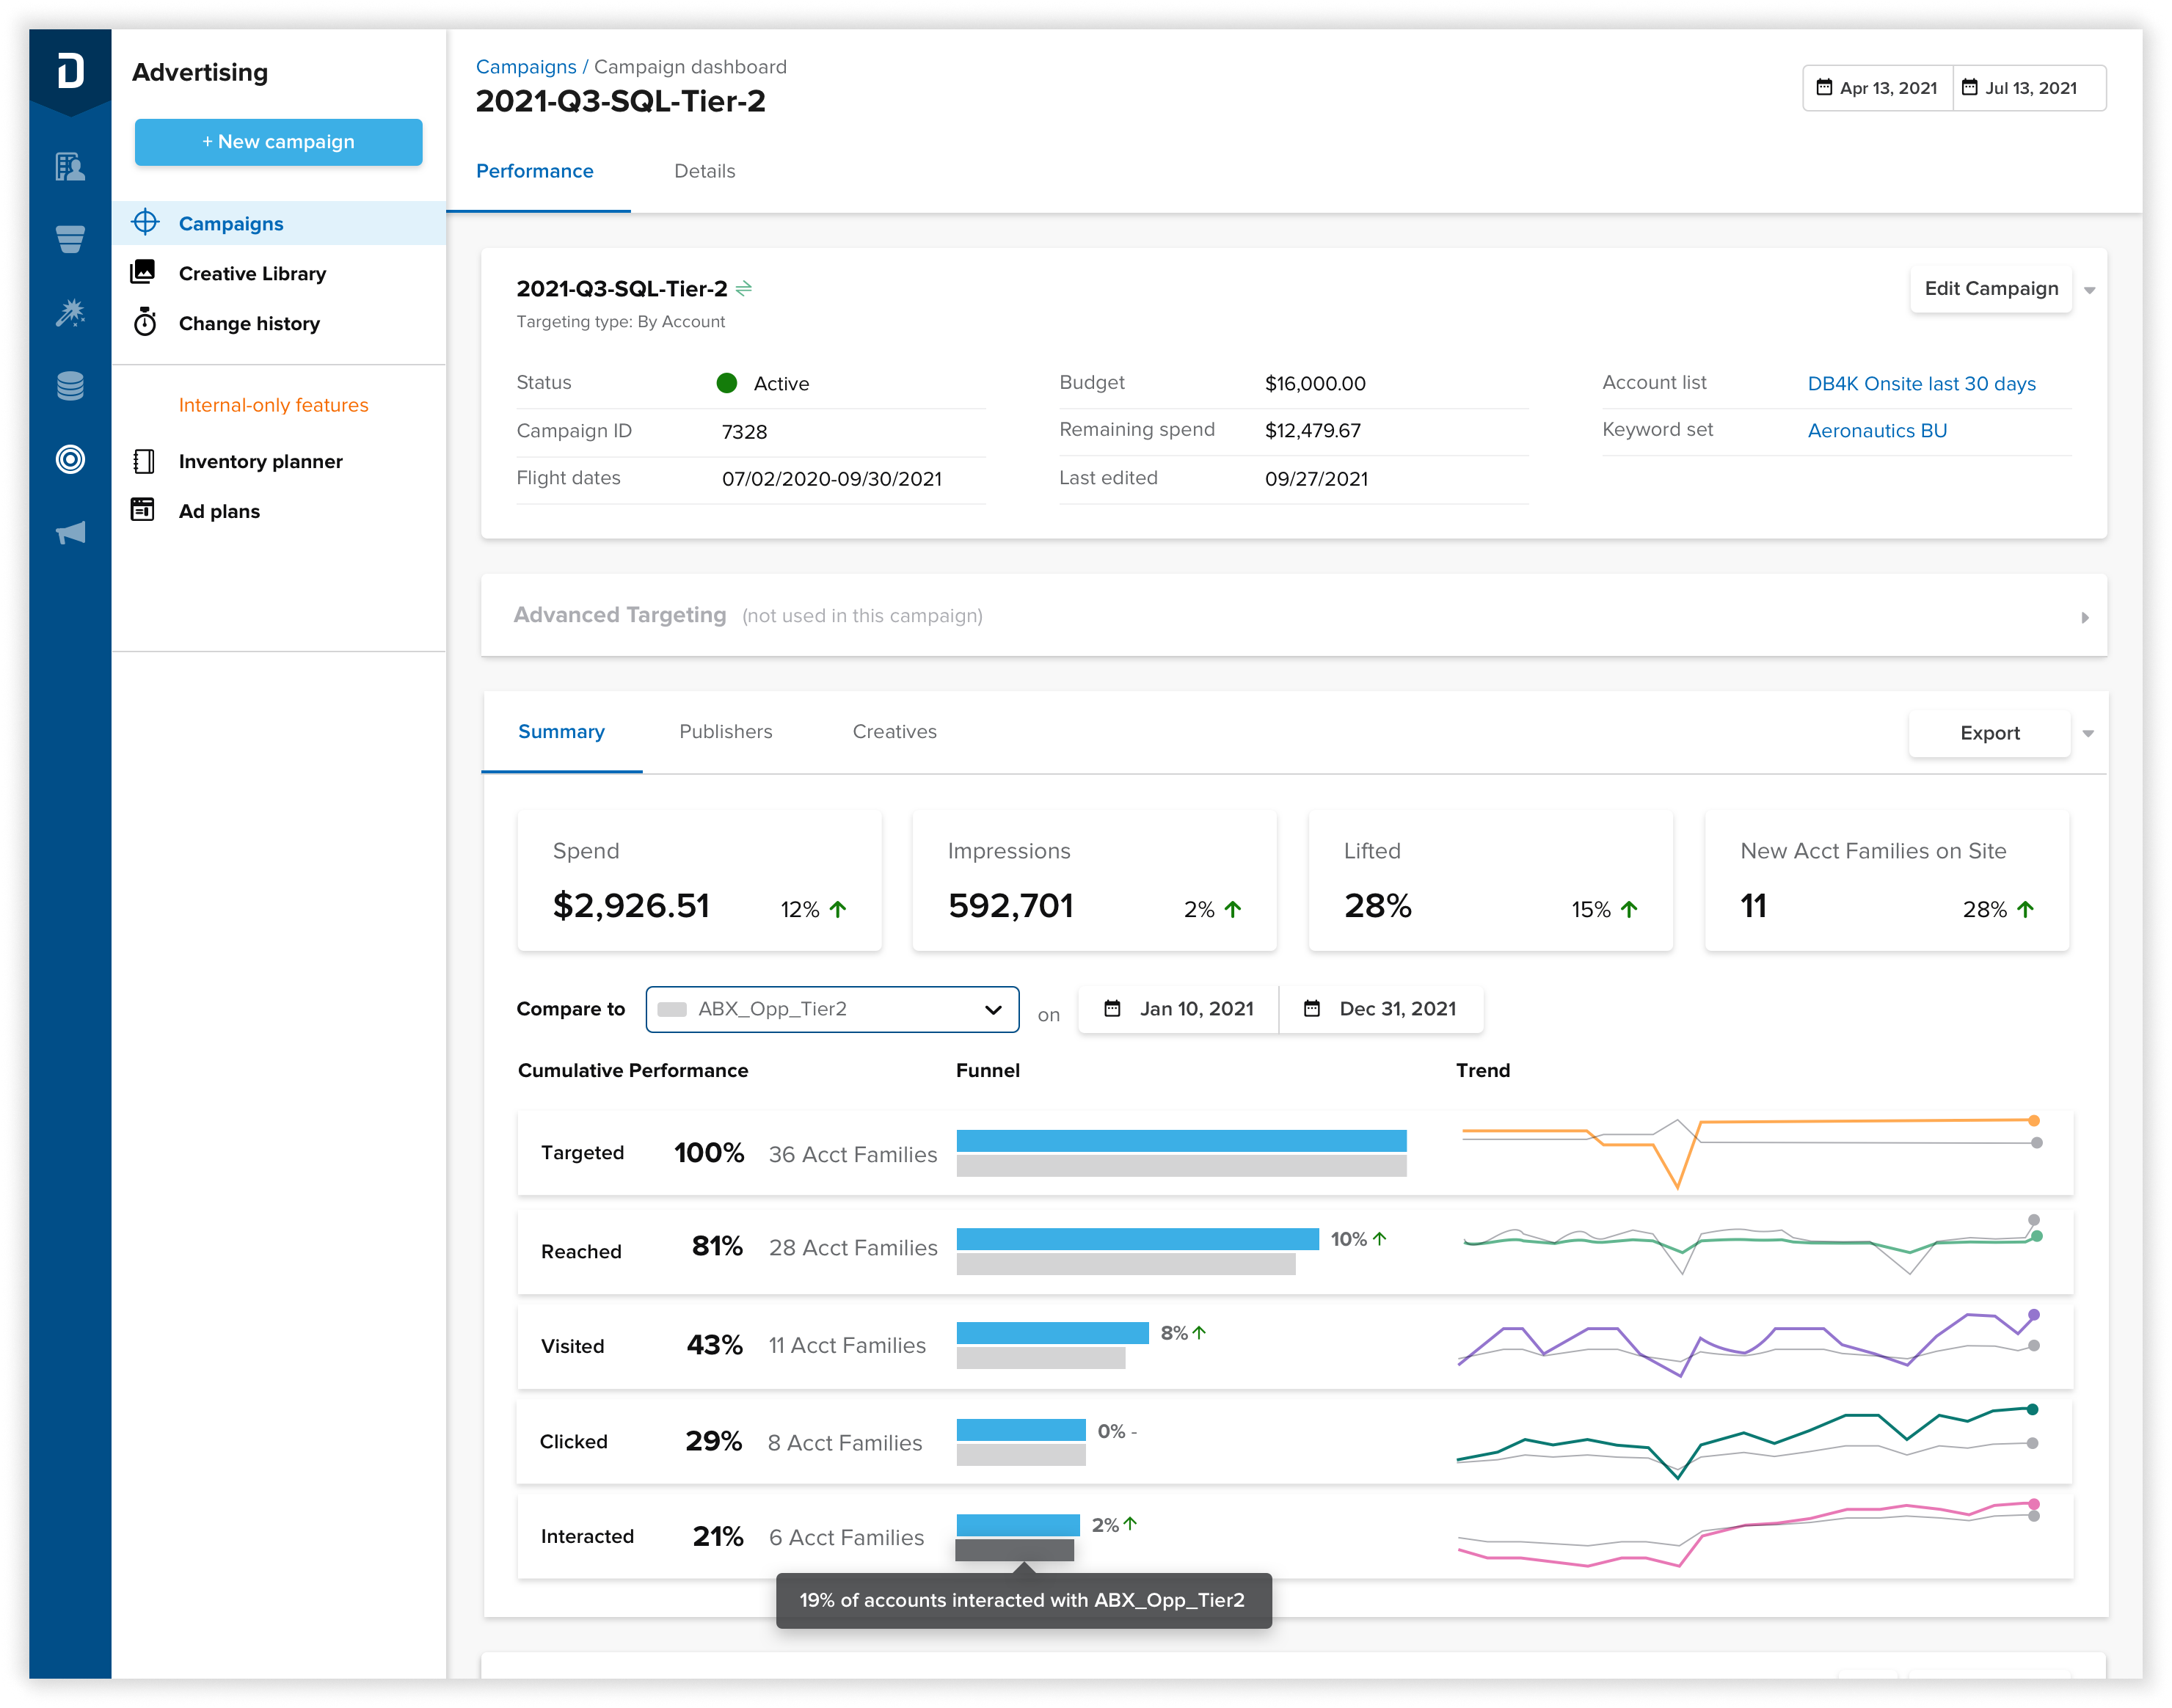 D
Advertising
+ New campaign
Campaigns
Creative Library
Change history
Internal-only features
Inventory planner
Ad plans
Campaigns / Campaign dashboard
2021-Q3-SQL-Tier-2
Apr 13, 2021 Jul 13, 2021
Performance Details
2021-Q3-SQL-Tier-2
Edit Campaign
Targeting type: By Account
Status Active Budget $16,000.00 Account list DB4K Onsite last 30 days
Campaign ID 7328 Remaining spend $12,479.67 Keyword set Aeronautics BU
Flight dates 07/02/2020-09/30/2021 Last edited 09/27/2021
Advanced Targeting (not used in this campaign)
Summary Publishers Creatives Export
Spend Impressions Lifted New Acct Families on Site
$2,926.51 12% 592,701 2% 28% 15% 11 28%
Compare to ABX_Opp_Tier2 on Jan 10, 2021 Dec 31, 2021
Cumulative Performance Funnel Trend
Targeted 100% 36 Acct Families
Reached 81% 28 Acct Families 10%
Visited 43% 11 Acct Families 8%
Clicked 29% 8 Acct Families 0% -
Interacted 21% 6 Acct Families 2%
19% of accounts interacted with ABX_Opp_Tier2